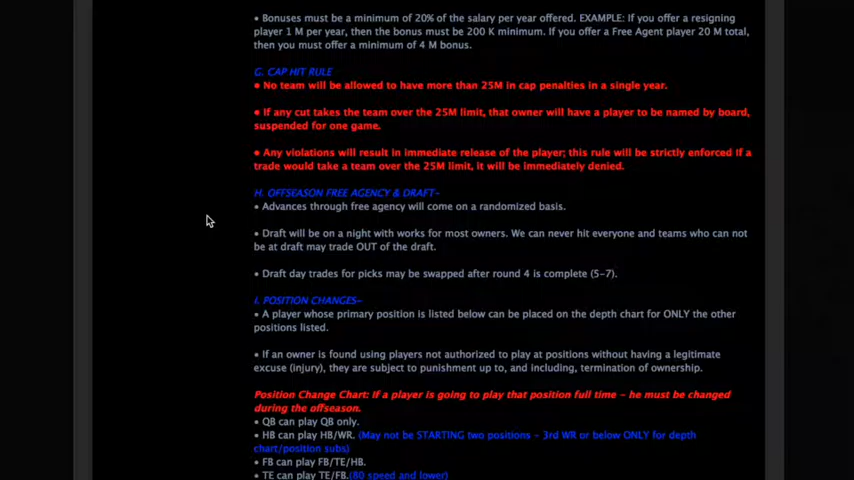 • Bonuses must be a minimum of 20% of the salary per year offered. EXAMPLE: If you offer a resigning
player 1 M per year, then the bonus must be 200 K minimum. If you offer a Free Agent player 20 M total,
then you must offer a minimum of 4 M bonus.
G. CAP HIT RULE
• No team will be allowed to have more than 25M in cap penalties in a single year.
• If any cut takes the team over the 25M limit, that owner will have a player to be named by board,
suspended for one game.
• Any violations will result in immediate release of the player; this rule will be strictly enforced If a
trade would take a team over the 25M limit, it will be immediately denied.
H. OFFSEASON FREE AGENCY & DRAFT-
• Advances through free agency will come on a randomized basis.
• Draft will be on a night with works for most owners. We can never hit everyone and teams who can not
be at draft may trade OUT of the draft.
• Draft day trades for picks may be swapped after round 4 is complete (5-7).
I. POSITION CHANGES-
• A player whose primary position is listed below can be placed on the depth chart for ONLY the other
positions listed.
• If an owner is found using players not authorized to play at positions without having a legitimate
excuse (injury), they are subject to punishment up to, and including, termination of ownership.
Position Change Chart: If a player is going to play that position full time - he must be changed
during the offseason.
• QB can play QB only.
• HB can play HB/WR. (May not be STARTING two positions - 3rd WR or below ONLY for depth
chart/position subs)
• FB can play FB/TE/HB.
• TE can play TE/FB.(80 speed and lower)